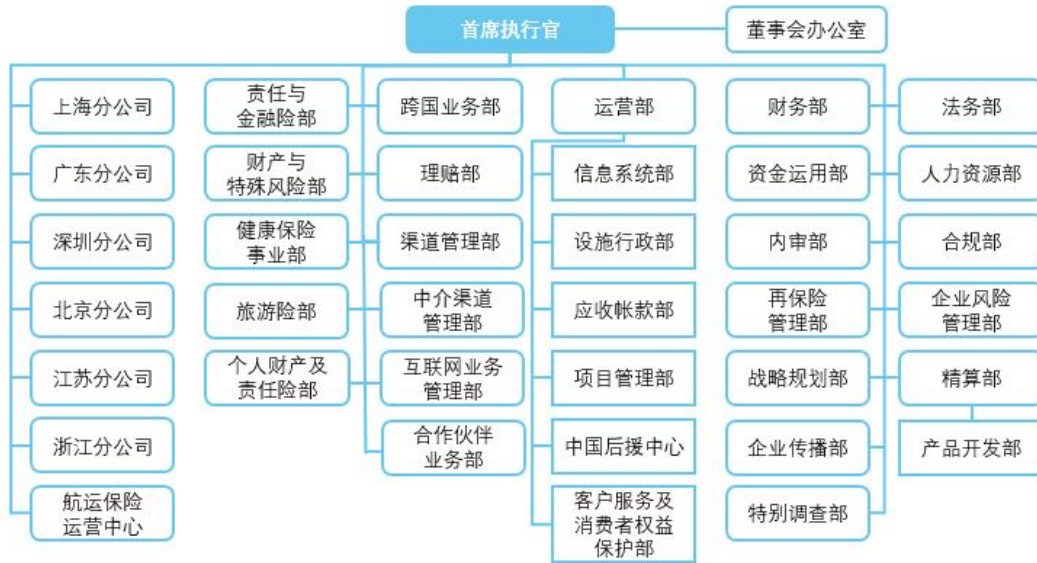 首席执行官
董事会办公室
上海分公司
责任与
金融险部
跨国业务部
运营部
财务部
法务部
广东分公司
财产与
特殊风险部
理赔部
信息系统部
资金运用部
人力资源部
深圳分公司
健康保险
事业部
渠道管理部
设施行政部
内审部
合规部
北京分公司
旅游险部
中介渠道
管理部
应收帐款部
再保险
管理部
企业风险
管理部
江苏分公司
个人财产及
责任险部
互联网业务
管理部
项目管理部
战略规划部
精算部
浙江分公司
合作伙伴
业务部
中国后援中心
企业传播部
产品开发部
航运保险
运营中心
客户服务及
消费者权益
保护部
特别调查部